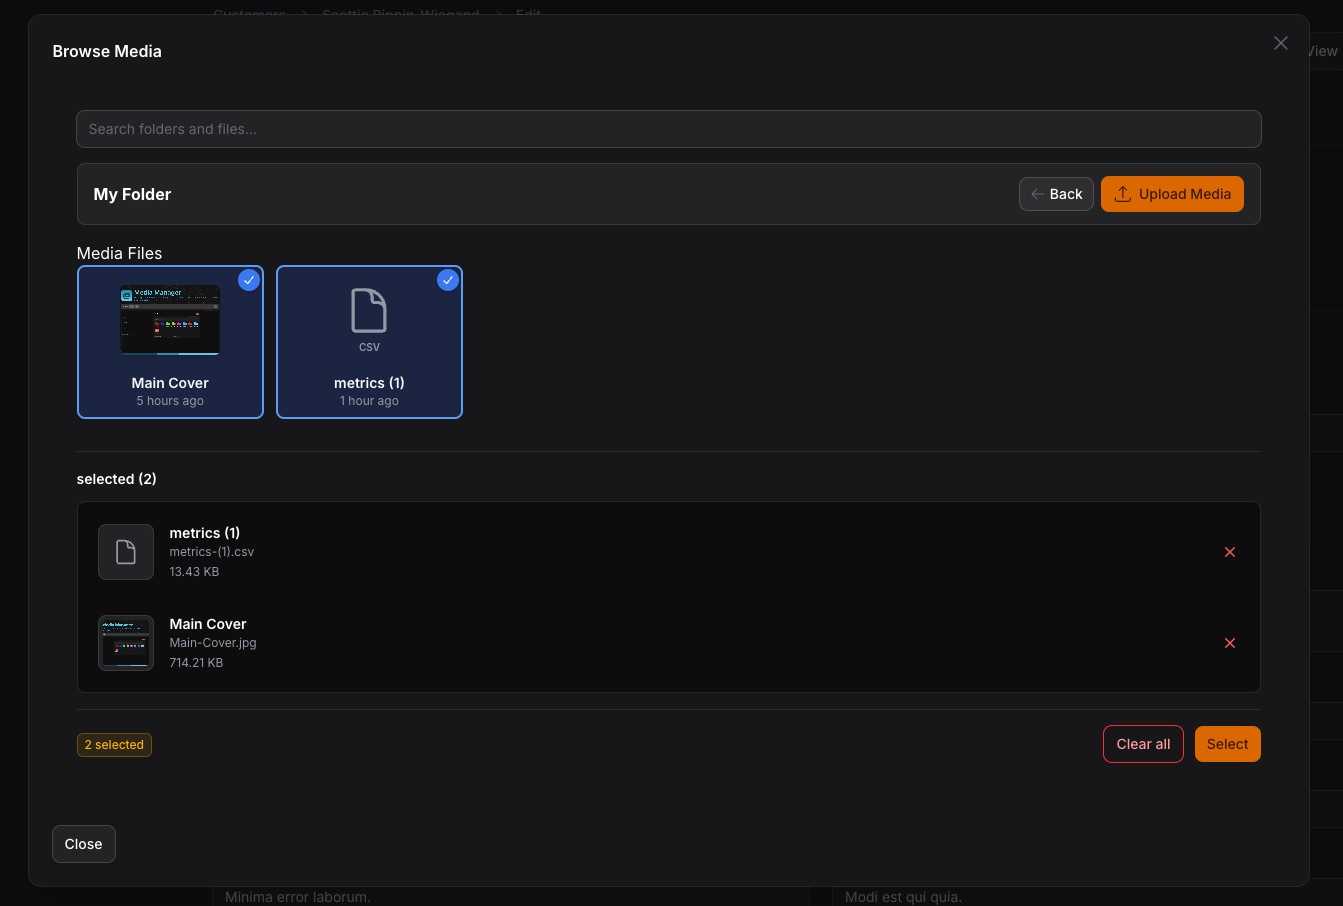 Customers > Scottie Pippin-Wiegand > Edit
View
Browse Media
Search folders and files...
My Folder
Back
Upload Media
Media Files
Media Manager
Main Cover
5 hours ago
CSV
metrics (1)
1 hour ago
selected (2)
metrics (1)
metrics-(1).csv
13.43 KB
Main Cover
Main-Cover.jpg
714.21 KB
2 selected
Clear all
Select
Close
Minima error laborum.
Modi est qui quia.